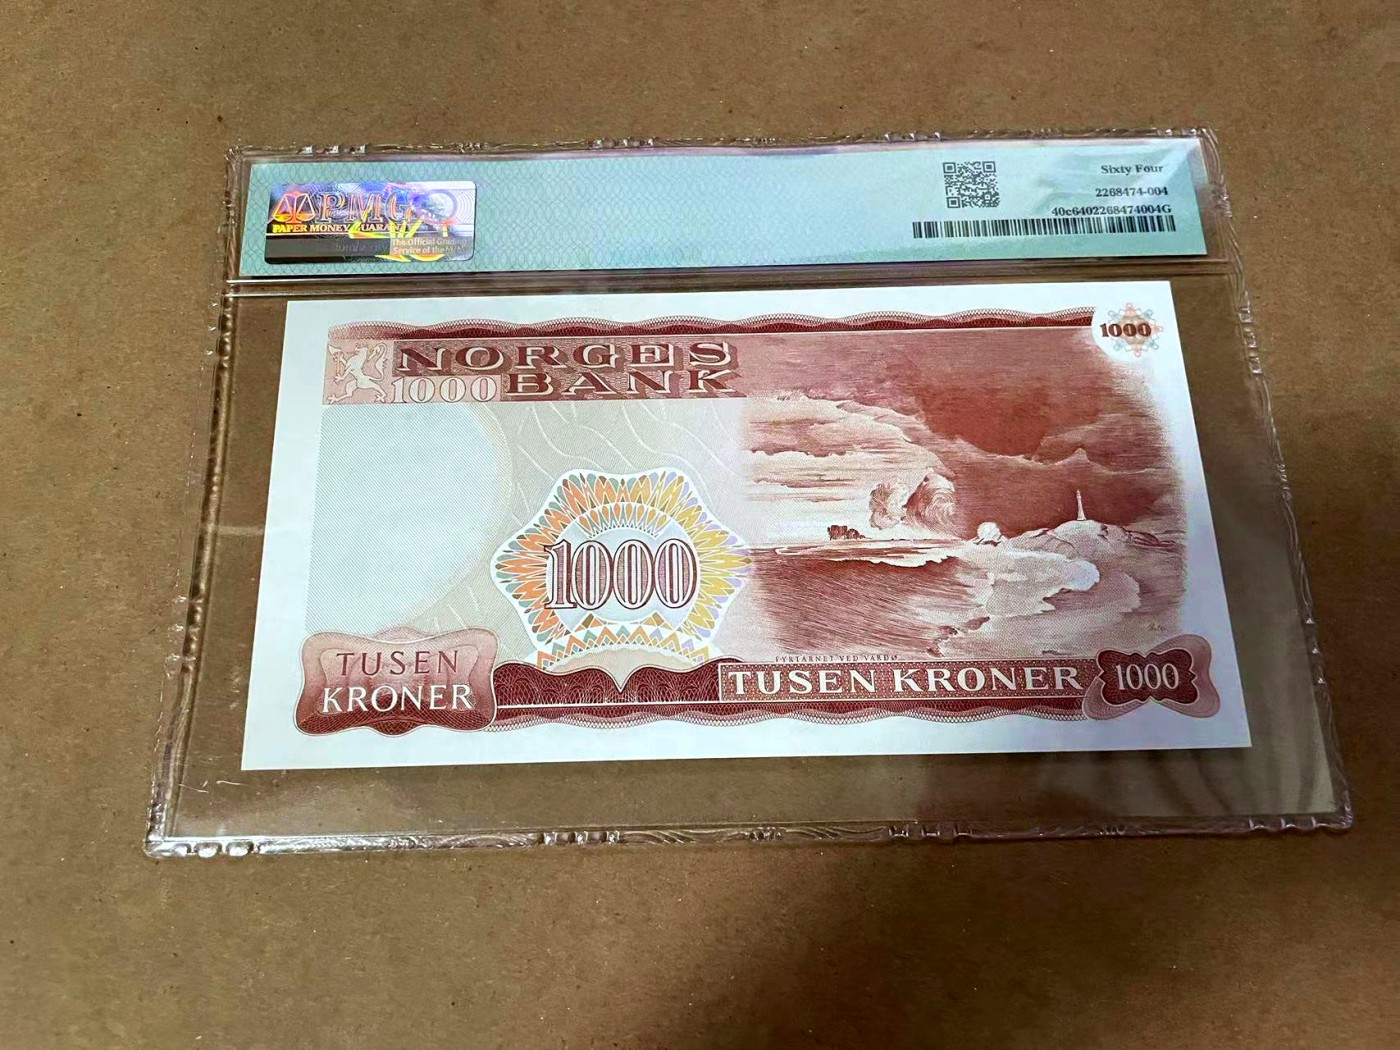 PMG
PAPER MONEY GUARANTY
The Official Grading
Service of the
Sixty Four
2268474-004
40c6402268474004G
1000
NORGES
1000 BANK
1000
FYRTÅRNET VED VARDØ
TUSEN
KRONER
TUSEN KRONER
1000